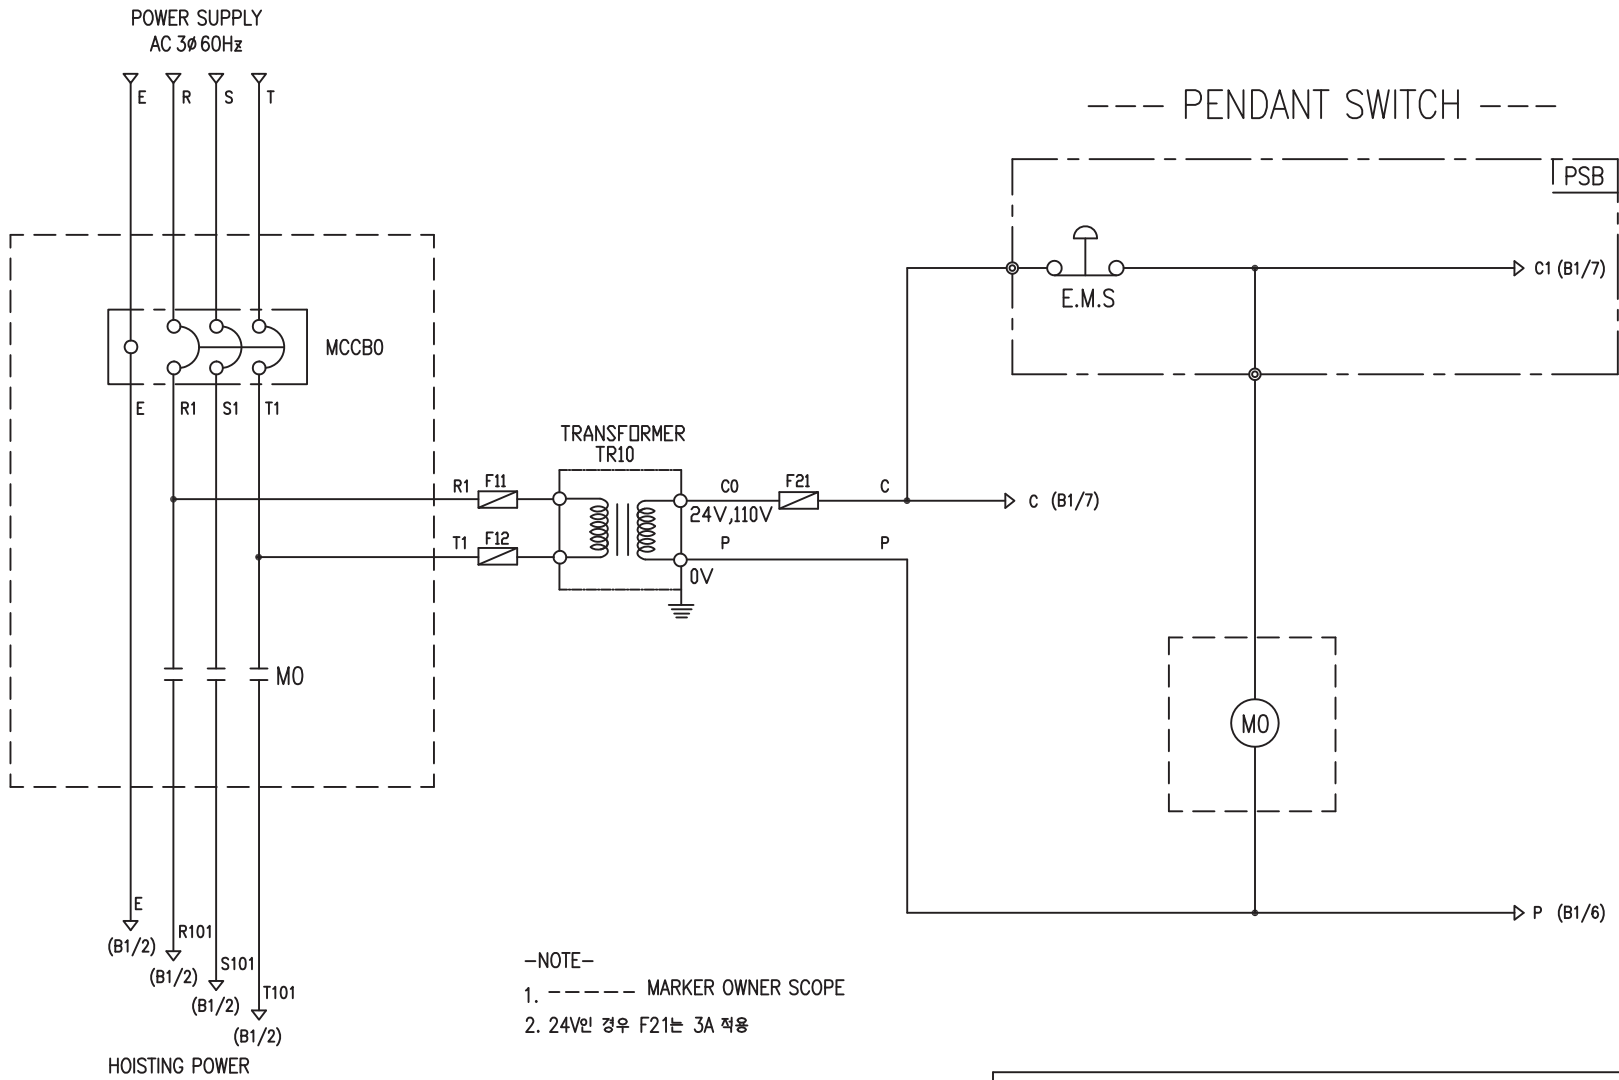 POWER SUPPLY
AC 3ø 60Hz
E R S T
PENDANT SWITCH
PSB
E.M.S
C1 (B1/7)
MCCB0
E R1 S1 T1
TRANSFORMER
TR10
R1 F11
C0 F21 C
C (B1/7)
24V,110V
T1 F12
P P
0V
M0
M0
E
(B1/2)
R101
(B1/2)
S101
(B1/2)
T101
(B1/2)
HOISTING POWER
P (B1/6)
-NOTE-
1. ------ MARKER OWNER SCOPE
2. 24V인 경우 F21는 3A 적용